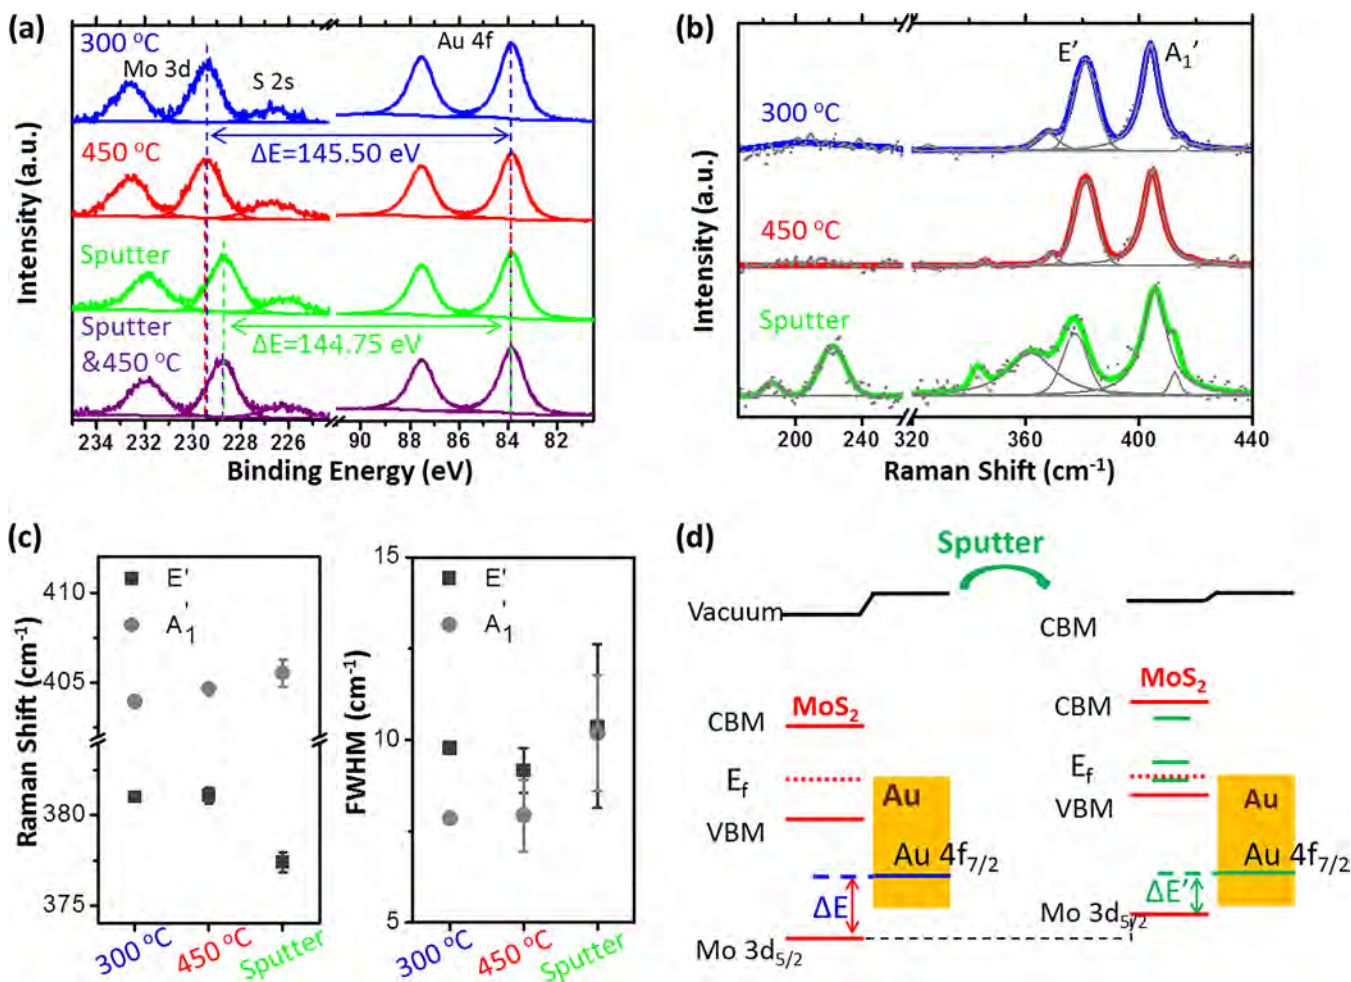 (a)
300 °C
Mo 3d
S 2s
Au 4f
ΔE=145.50 eV
450 °C
Sputter
ΔE=144.75 eV
Sputter
&450 °C
Intensity (a.u.)
234 232 230 228 226 90 88 86 84 82
Binding Energy (eV)
(b)
E'
A1'
300 °C
450 °C
Sputter
Intensity (a.u.)
200 240 320 360 400 440
Raman Shift (cm-1)
(c)
E'
A1'
410
405
380
375
Raman Shift (cm-1)
300 °C 450 °C Sputter
E'
A1'
15
10
5
FWHM (cm-1)
300 °C 450 °C Sputter
(d)
Sputter
Vacuum
MoS2
CBM
Ef
VBM
Au
Au 4f7/2
ΔE
Mo 3d5/2
CBM
MoS2
CBM
Ef
VBM
Au
Au 4f7/2
ΔE'
Mo 3d5/2